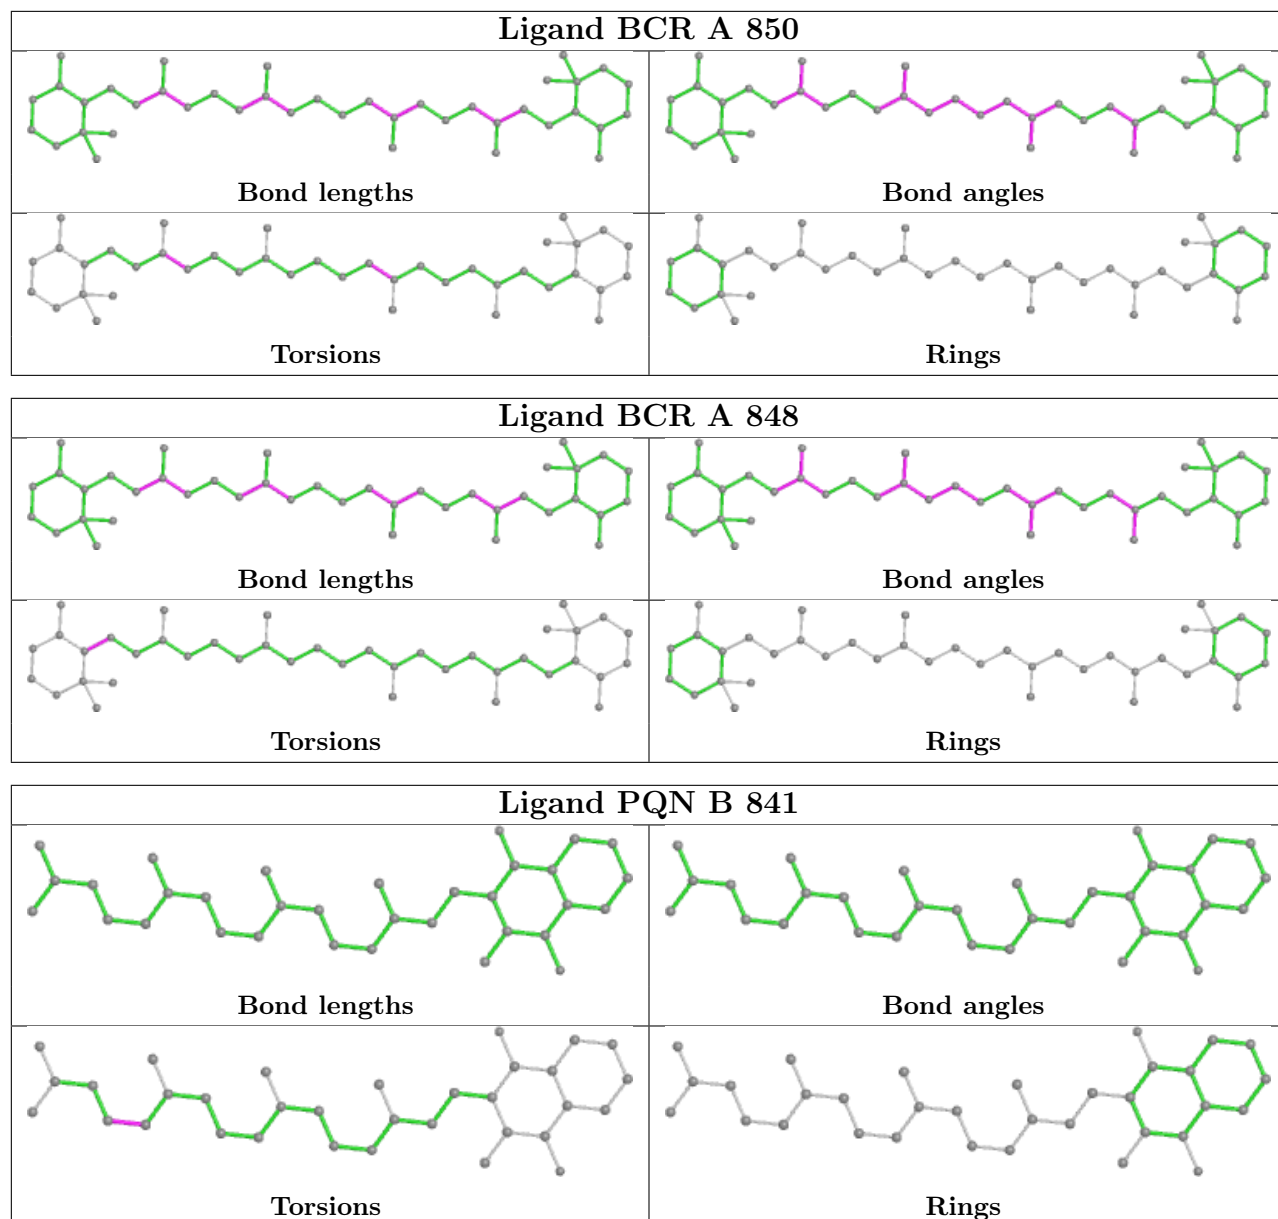 Ligand BCR A 850
Bond lengths
Bond angles
Torsions
Rings
Ligand BCR A 848
Bond lengths
Bond angles
Torsions
Rings
Ligand PQN B 841
Bond lengths
Bond angles
Torsions
Rings